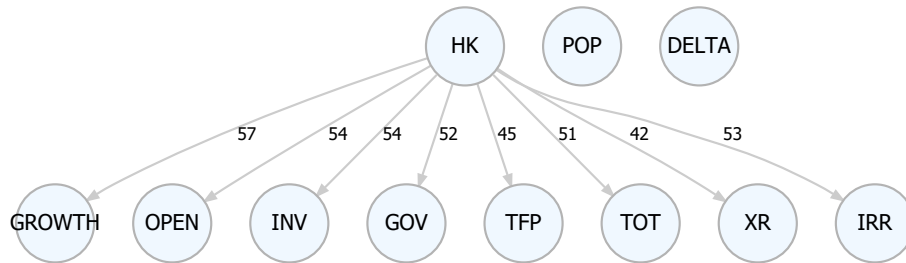 HK POP DELTA
57 54 54 52 45 51 42 53
GROWTH OPEN INV GOV TFP TOT XR IRR